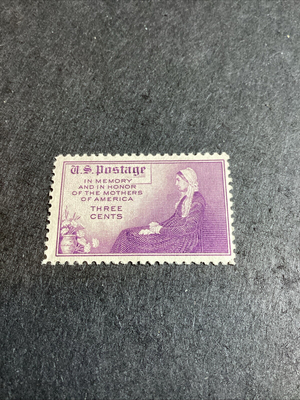 U.S. Postage
IN MEMORY
AND IN HONOR
OF THE MOTHERS
OF AMERICA
THREE
CENTS